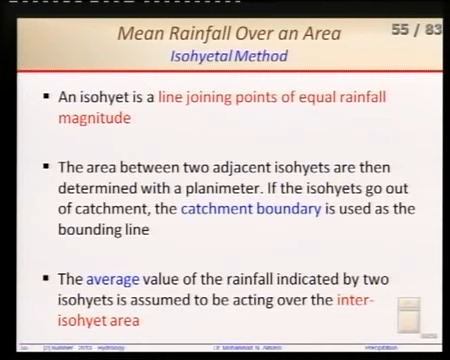 Mean Rainfall Over an Area
55 / 83
Isohyetal Method
▪ An isohyet is a line joining points of equal rainfall
magnitude
▪ The area between two adjacent isohyets are then
determined with a planimeter. If the isohyets go out
of catchment, the catchment boundary is used as the
bounding line
▪ The average value of the rainfall indicated by two
isohyets is assumed to be acting over the inter-
isohyet area
Hydrology
Precipitation